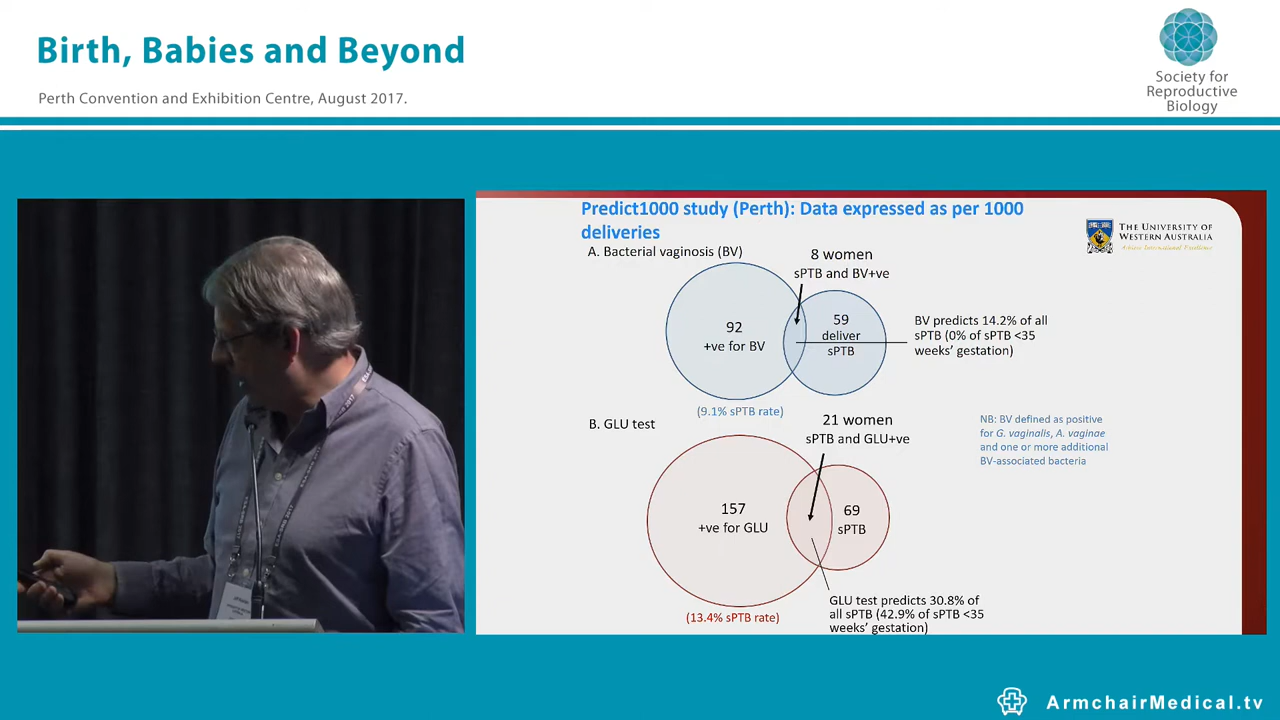 Birth, Babies and Beyond
Perth Convention and Exhibition Centre, August 2017.
Society for
Reproductive
Biology
Predict1000 study (Perth): Data expressed as per 1000
deliveries
THE UNIVERSITY OF
WESTERN AUSTRALIA
A. Bacterial vaginosis (BV)
8 women
sPTB and BV+ve
92
+ve for BV
59
deliver
sPTB
BV predicts 14.2% of all
sPTB (0% of sPTB <35
weeks' gestation)
(9.1% sPTB rate)
B. GLU test
21 women
sPTB and GLU+ve
NB: BV defined as positive
for G. vaginalis, A. vaginae
and one or more additional
BV-associated bacteria
157
+ve for GLU
69
sPTB
GLU test predicts 30.8% of
all sPTB (42.9% of sPTB <35
weeks' gestation)
(13.4% sPTB rate)
ArmchairMedical.tv